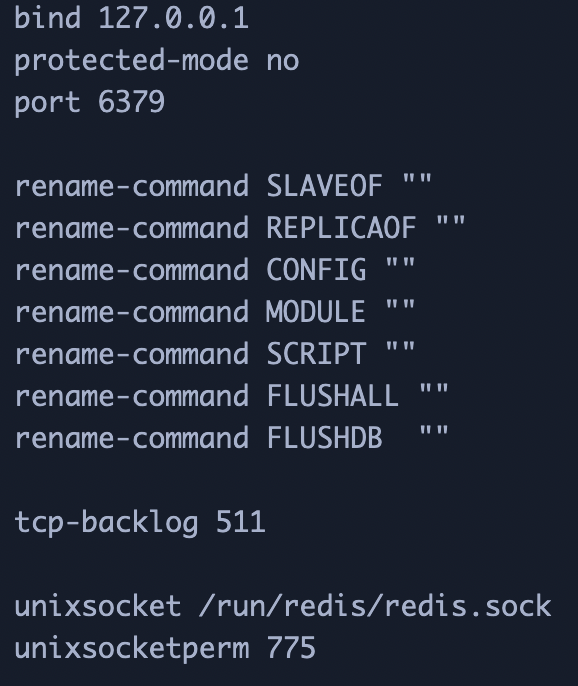 bind 127.0.0.1
protected-mode no
port 6379
rename-command SLAVEOF ""
rename-command REPLICAOF ""
rename-command CONFIG ""
rename-command MODULE ""
rename-command SCRIPT ""
rename-command FLUSHALL ""
rename-command FLUSHDB  ""
tcp-backlog 511
unixsocket /run/redis/redis.sock
unixsocketperm 775